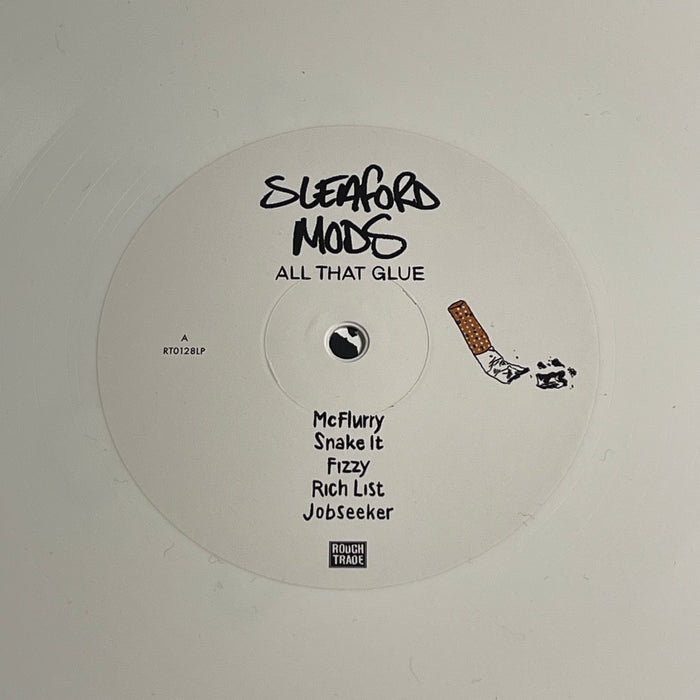 SLEAFORD
MODS
ALL THAT GLUE
A
RT0128LP
McFlurry
Snake It
Fizzy
Rich List
Jobseeker
ROUGH
TRADE